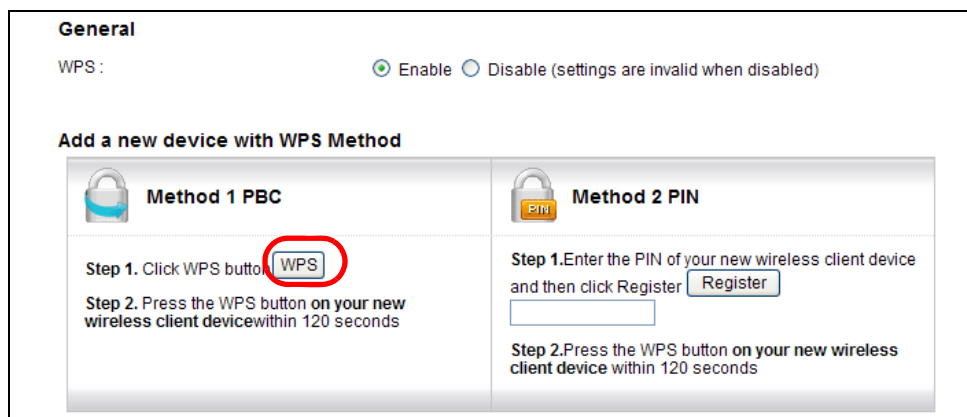 General
WPS : Enable Disable (settings are invalid when disabled)
Add a new device with WPS Method
Method 1 PBC
Step 1. Click WPS button WPS
Step 2. Press the WPS button on your new
wireless client devicewithin 120 seconds
PIN
Method 2 PIN
Step 1.Enter the PIN of your new wireless client device
and then click Register Register
Step 2.Press the WPS button on your new wireless
client device within 120 seconds